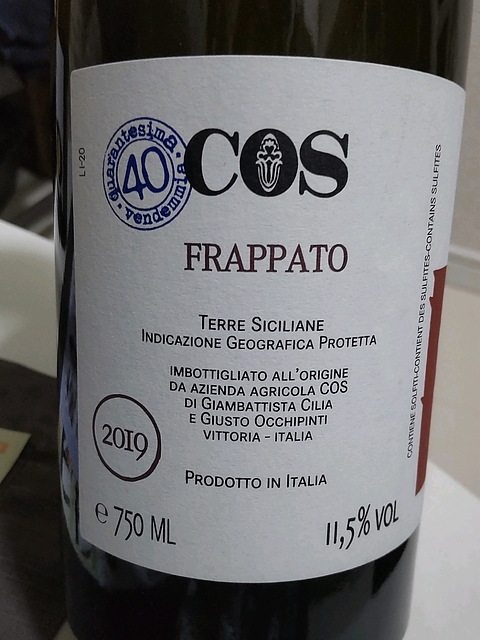 LI-20
quarantesima
40
vendemmia
COS
FRAPPATO
TERRE SICILIANE
INDICAZIONE GEOGRAFICA PROTETTA
IMBOTTIGLIATO ALL'ORIGINE
DA AZIENDA AGRICOLA COS
DI GIAMBATTISTA CILIA
E GIUSTO OCCHIPINTI
VITTORIA - ITALIA
2019
PRODOTTO IN ITALIA
e 750 ML
11,5% VOL
CONTIENE SOLFITI-CONTIENT DES SULFITES-CONTAINS SULFITES